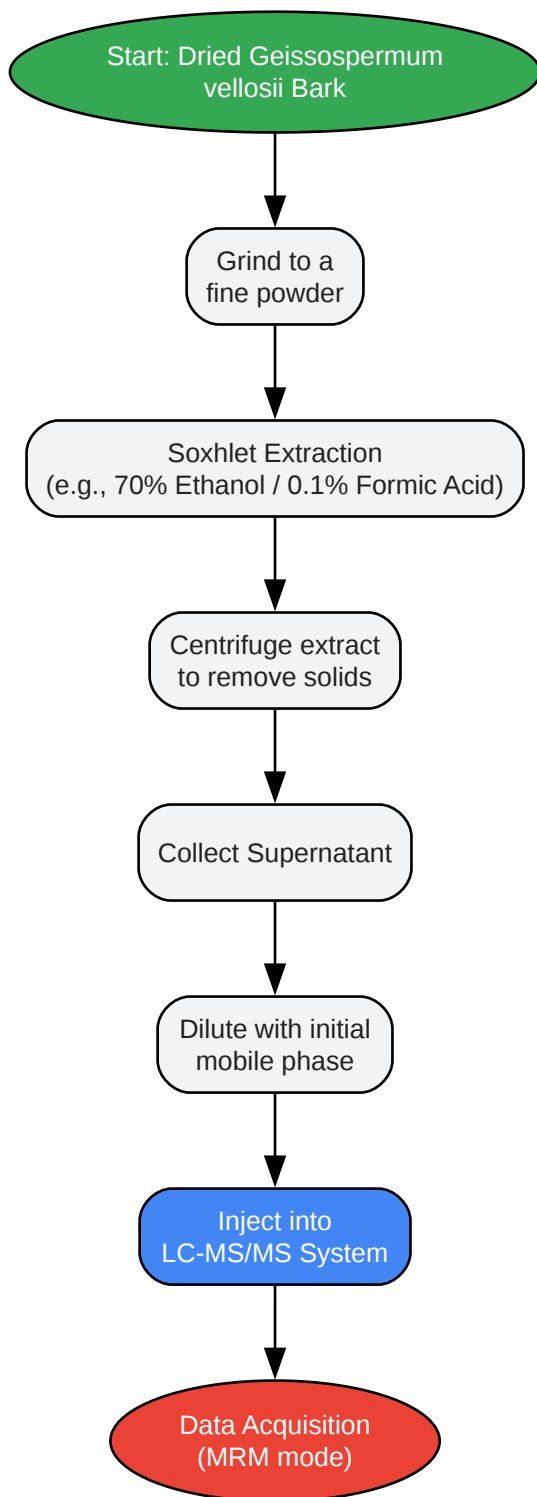 Start: Dried Geissospermum
vellosii Bark
Grind to a
fine powder
Soxhlet Extraction
(e.g., 70% Ethanol / 0.1% Formic Acid)
Centrifuge extract
to remove solids
Collect Supernatant
Dilute with initial
mobile phase
Inject into
LC-MS/MS System
Data Acquisition
(MRM mode)